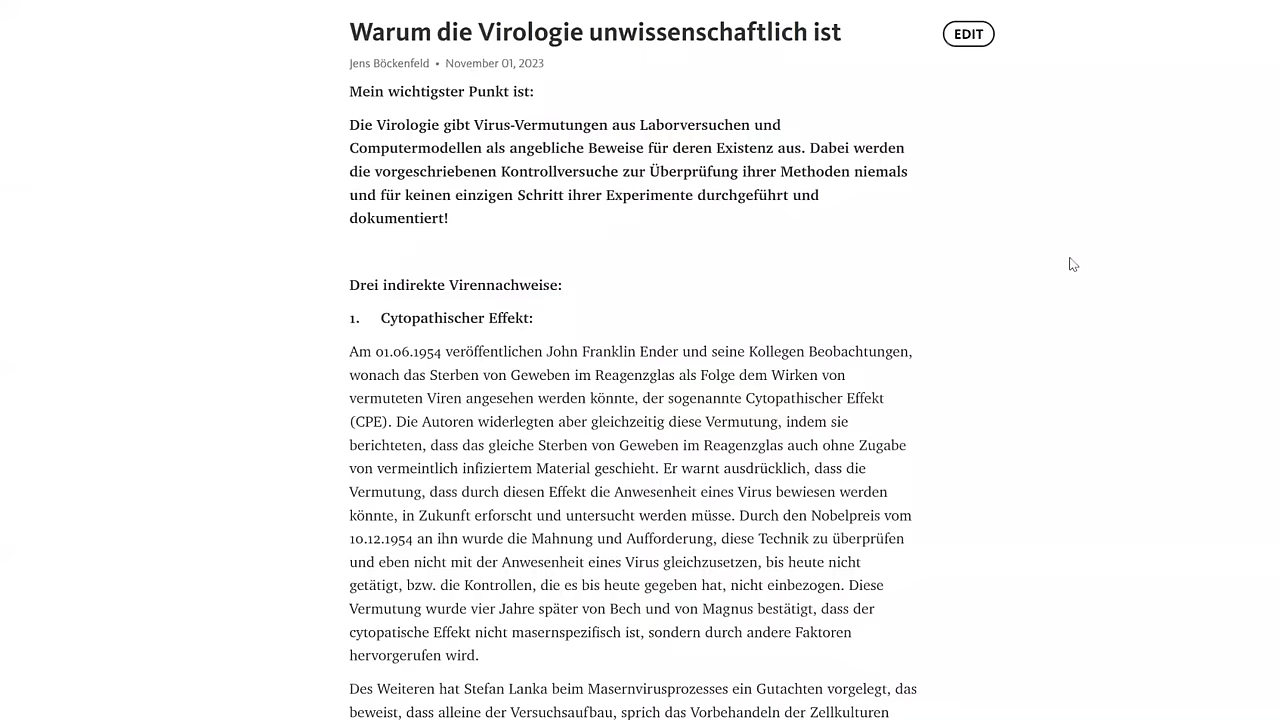 Warum die Virologie unwissenschaftlich ist
EDIT
Jens Böckenfeld • November 01, 2023
Mein wichtigster Punkt ist:
Die Virologie gibt Virus-Vermutungen aus Laborversuchen und
Computermodellen als angebliche Beweise für deren Existenz aus. Dabei werden
die vorgeschriebenen Kontrollversuche zur Überprüfung ihrer Methoden niemals
und für keinen einzigen Schritt ihrer Experimente durchgeführt und
dokumentiert!
Drei indirekte Virennachweise:
1. Cytopathischer Effekt:
Am 01.06.1954 veröffentlichen John Franklin Ender und seine Kollegen Beobachtungen,
wonach das Sterben von Geweben im Reagenzglas als Folge dem Wirken von
vermuteten Viren angesehen werden könnte, der sogenannte Cytopathischer Effekt
(CPE). Die Autoren widerlegten aber gleichzeitig diese Vermutung, indem sie
berichteten, dass das gleiche Sterben von Geweben im Reagenzglas auch ohne Zugabe
von vermeintlich infiziertem Material geschieht. Er warnt ausdrücklich, dass die
Vermutung, dass durch diesen Effekt die Anwesenheit eines Virus bewiesen werden
könnte, in Zukunft erforscht und untersucht werden müsse. Durch den Nobelpreis vom
10.12.1954 an ihn wurde die Mahnung und Aufforderung, diese Technik zu überprüfen
und eben nicht mit der Anwesenheit eines Virus gleichzusetzen, bis heute nicht
getätigt, bzw. die Kontrollen, die es bis heute gegeben hat, nicht einbezogen. Diese
Vermutung wurde vier Jahre später von Bech und von Magnus bestätigt, dass der
cytopatische Effekt nicht masernspezifisch ist, sondern durch andere Faktoren
hervorgerufen wird.
Des Weiteren hat Stefan Lanka beim Masernvirusprozesses ein Gutachten vorgelegt, das
beweist, dass alleine der Versuchsaufbau, sprich das Vorbehandeln der Zellkulturen